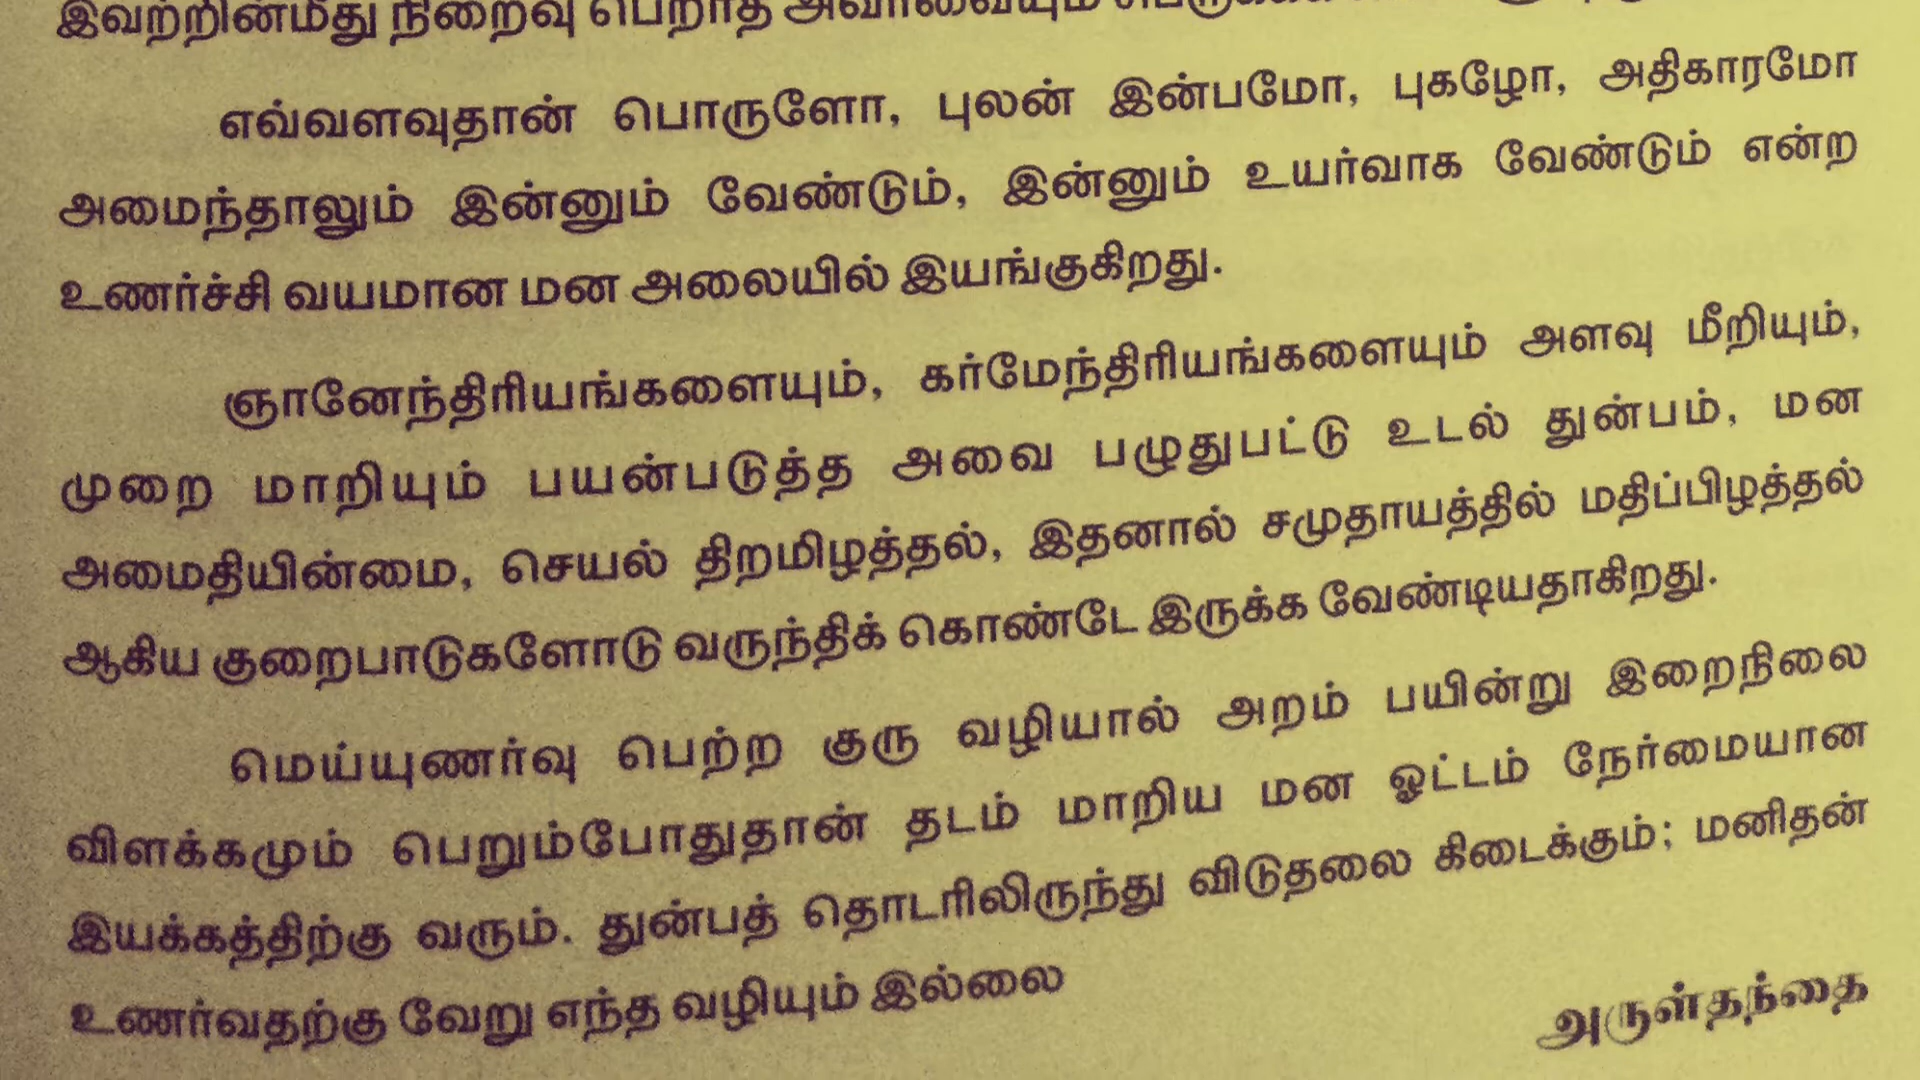 இவற்றின்மீது நிறைவு பெறாத அவாவையும்
எவ்வளவுதான் பொருளோ, புலன் இன்பமோ, புகழோ, அதிகாரமோ
அமைந்தாலும் இன்னும் வேண்டும், இன்னும் உயர்வாக வேண்டும் என்ற
உணர்ச்சி வயமான மன அலையில் இயங்குகிறது.
ஞானேந்திரியங்களையும், கர்மேந்திரியங்களையும் அளவு மீறியும்,
முறை மாறியும் பயன்படுத்த அவை பழுதுபட்டு உடல் துன்பம், மன
அமைதியின்மை, செயல் திறமிழத்தல், இதனால் சமுதாயத்தில் மதிப்பிழத்தல்
ஆகிய குறைபாடுகளோடு வருந்திக் கொண்டே இருக்க வேண்டியதாகிறது.
மெய்யுணர்வு பெற்ற குரு வழியால் அறம் பயின்று இறைநிலை
விளக்கமும் பெறும்போதுதான் தடம் மாறிய மன ஓட்டம் நேர்மையான
இயக்கத்திற்கு வரும். துன்பத் தொடரிலிருந்து விடுதலை கிடைக்கும்; மனிதன்
உணர்வதற்கு வேறு எந்த வழியும் இல்லை
அருள்தந்தை